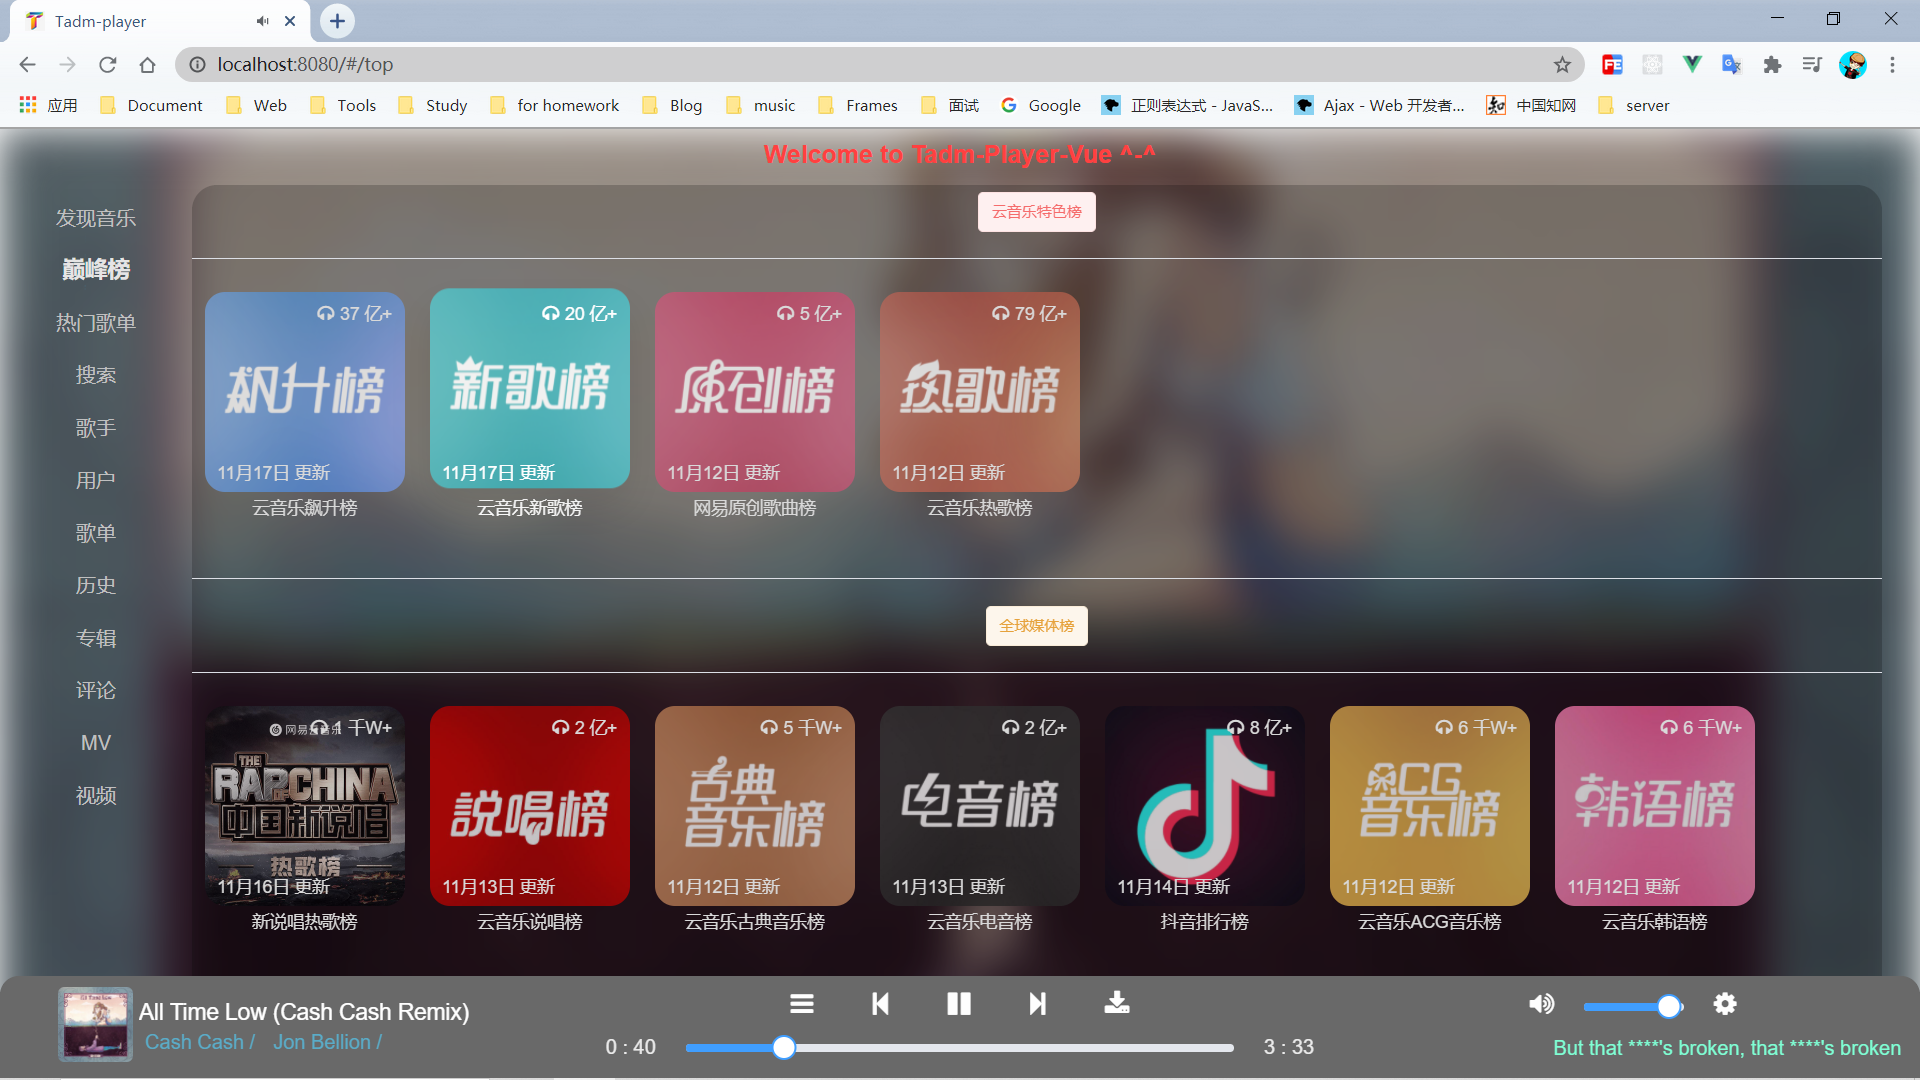 Tadm-player
localhost:8080/#/top
应用 Document Web Tools Study for homework Blog music Frames 面试 Google 正则表达式 - JavaS... Ajax - Web 开发者... 中国知网 server
Welcome to Tadm-Player-Vue ^-^
发现音乐
巅峰榜
热门歌单
搜索
歌手
用户
歌单
历史
专辑
评论
MV
视频
云音乐特色榜
37 亿+
飙升榜
11月17日 更新
云音乐飙升榜
20 亿+
新歌榜
11月17日 更新
云音乐新歌榜
5 亿+
原创榜
11月12日 更新
网易原创歌曲榜
79 亿+
热歌榜
11月12日 更新
云音乐热歌榜
全球媒体榜
网易云音乐
1 千W+
THE
RAP OF CHINA
中国新说唱
热歌榜
11月16日 更新
新说唱热歌榜
2 亿+
說唱榜
11月13日 更新
云音乐说唱榜
5 千W+
古典
音乐榜
11月12日 更新
云音乐古典音乐榜
2 亿+
电音榜
11月13日 更新
云音乐电音榜
8 亿+
11月14日 更新
抖音排行榜
6 千W+
ACG
音乐榜
11月12日 更新
云音乐ACG音乐榜
6 千W+
韩语榜
11月12日 更新
云音乐韩语榜
All Time Low (Cash Cash Remix)
Cash Cash / Jon Bellion /
0 : 40
3 : 33
But that ****'s broken, that ****'s broken